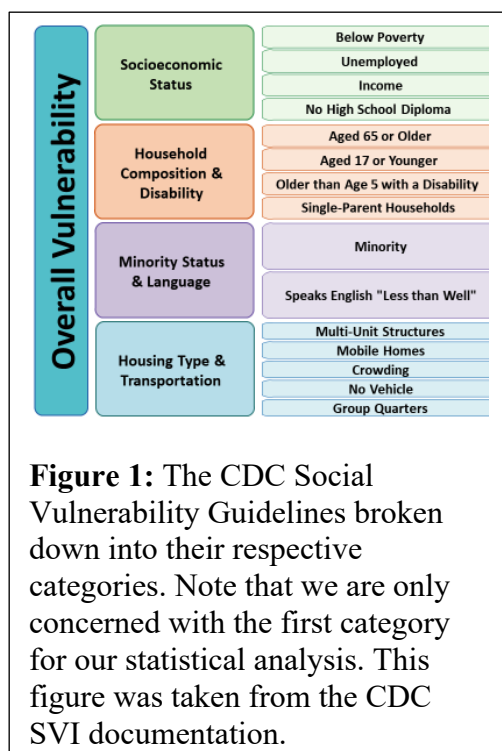 Overall Vulnerability
Socioeconomic
Status
Below Poverty
Unemployed
Income
No High School Diploma
Household
Composition &
Disability
Aged 65 or Older
Aged 17 or Younger
Older than Age 5 with a Disability
Single-Parent Households
Minority Status
& Language
Minority
Speaks English "Less than Well"
Housing Type &
Transportation
Multi-Unit Structures
Mobile Homes
Crowding
No Vehicle
Group Quarters
Figure 1: The CDC Social
Vulnerability Guidelines broken
down into their respective
categories. Note that we are only
concerned with the first category
for our statistical analysis. This
figure was taken from the CDC
SVI documentation.